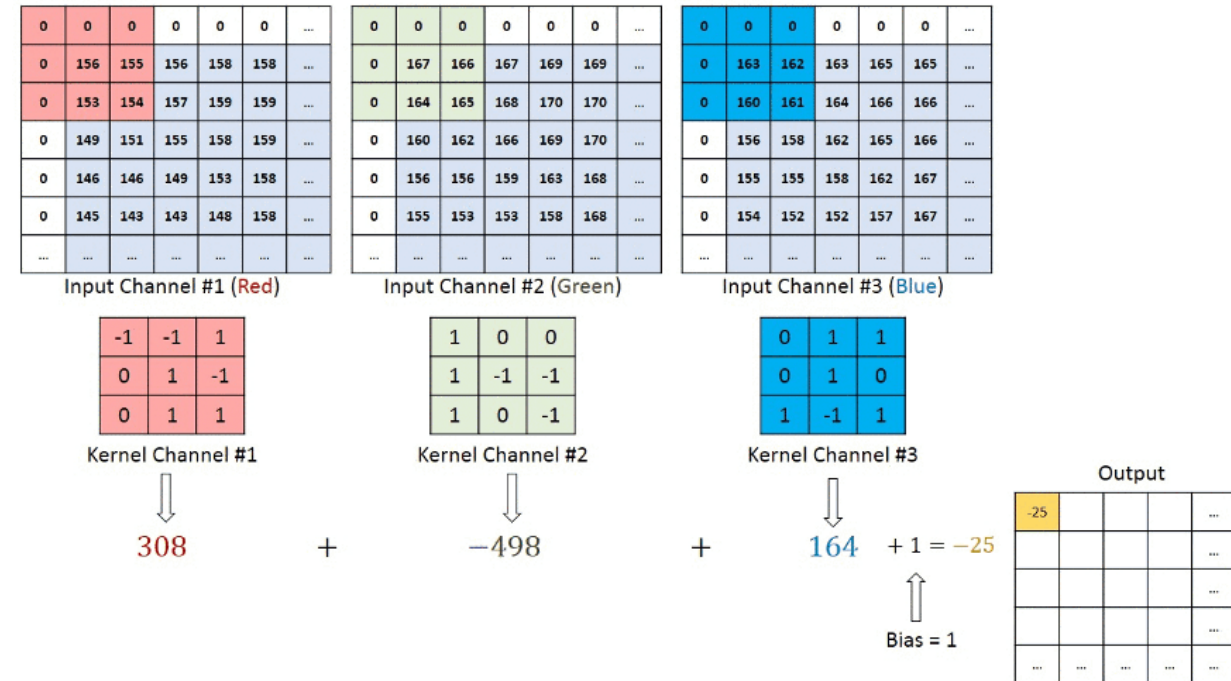 0 0 0 0 0 0 ... 0 0 0 0 0 0 ... 0 0 0 0 0 0 ...
0 156 155 156 158 158 ... 0 167 166 167 169 169 ... 0 163 162 163 165 165 ...
0 153 154 157 159 159 ... 0 164 165 168 170 170 ... 0 160 161 164 166 166 ...
0 149 151 155 158 159 ... 0 160 162 166 169 170 ... 0 156 158 162 165 166 ...
0 146 146 149 153 158 ... 0 156 156 159 163 168 ... 0 155 155 158 162 167 ...
0 145 143 143 148 158 ... 0 155 153 153 158 168 ... 0 154 152 152 157 167 ...
... ... ... ... ... ... ... ... ... ... ... ... ... ... ... ... ... ... ... ... ...
Input Channel #1 (Red) Input Channel #2 (Green) Input Channel #3 (Blue)
-1 -1 1 1 0 0 0 1 1
0 1 -1 1 -1 -1 0 1 0
0 1 1 1 0 -1 1 -1 1
Kernel Channel #1 Kernel Channel #2 Kernel Channel #3
308 + −498 + 164 + 1 = −25
Bias = 1
Output
-25 ...
...
...
...
... ... ... ... ...